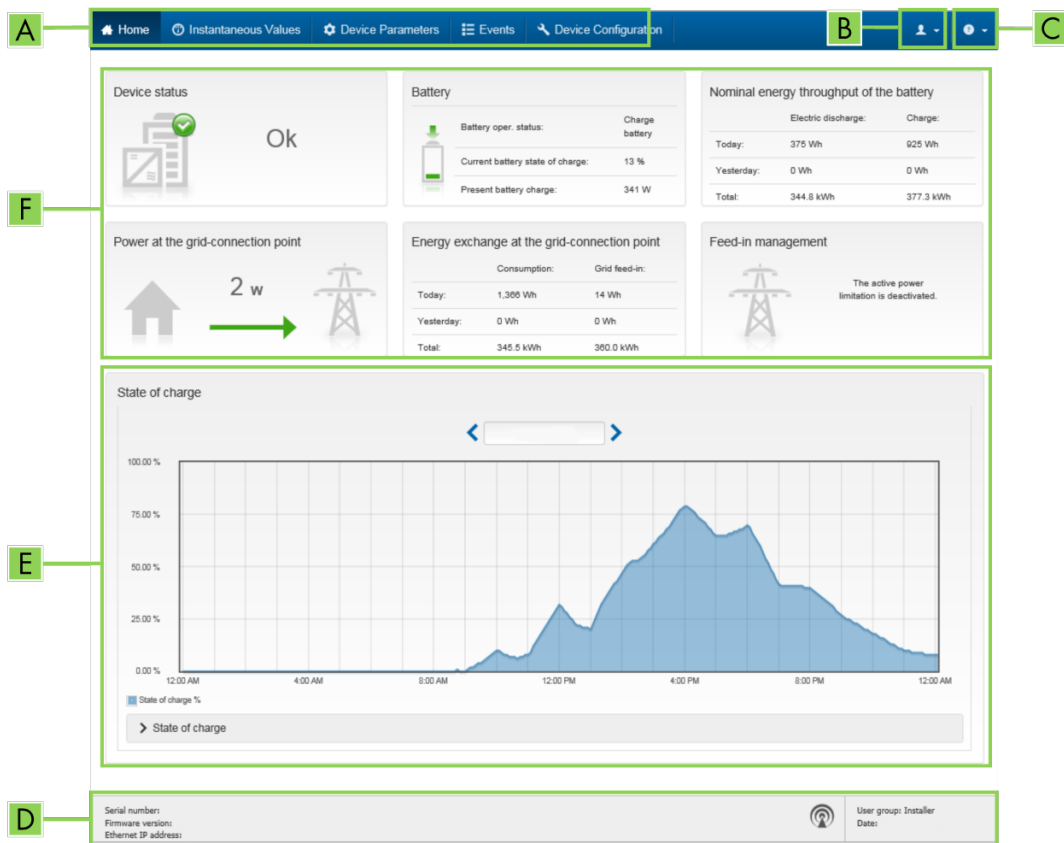 A
Home Instantaneous Values Device Parameters Events Device Configuration
B
C
F
Device status
Ok
Battery
Battery oper. status: Charge battery
Current battery state of charge: 13 %
Present battery charge: 341 W
Nominal energy throughput of the battery
Electric discharge: Charge:
Today: 375 Wh 925 Wh
Yesterday: 0 Wh 0 Wh
Total: 344.8 kWh 377.3 kWh
Power at the grid-connection point
2 w
Energy exchange at the grid-connection point
Consumption: Grid feed-in:
Today: 1,366 Wh 14 Wh
Yesterday: 0 Wh 0 Wh
Total: 345.5 kWh 360.0 kWh
Feed-in management
The active power
limitation is deactivated.
E
State of charge
100.00 %
75.00 %
50.00 %
25.00 %
0.00 %
12:00 AM 4:00 AM 8:00 AM 12:00 PM 4:00 PM 8:00 PM 12:00 AM
State of charge %
State of charge
D
Serial number:
Firmware version:
Ethernet IP address:
User group: Installer
Date: